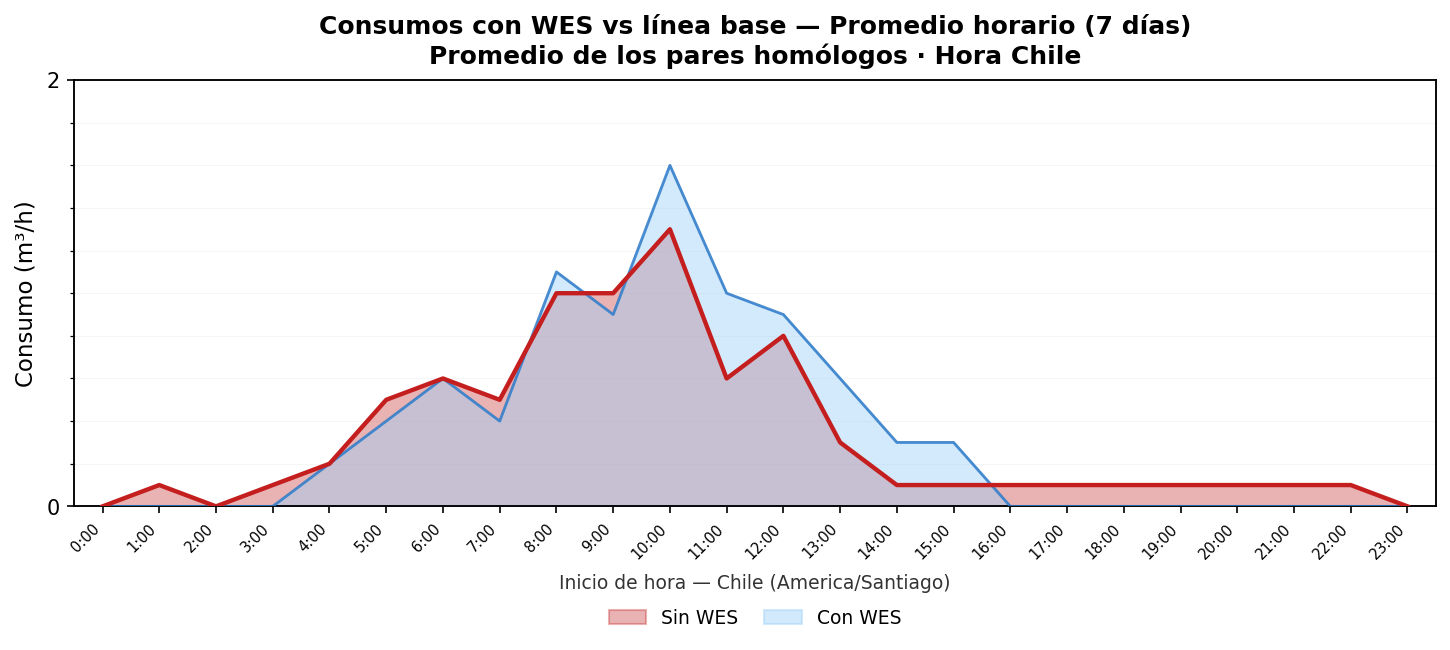 Consumos con WES vs línea base — Promedio horario (7 días)
Promedio de los pares homólogos · Hora Chile
Consumo (m³/h)
2
0
0:00 1:00 2:00 3:00 4:00 5:00 6:00 7:00 8:00 9:00 10:00 11:00 12:00 13:00 14:00 15:00 16:00 17:00 18:00 19:00 20:00 21:00 22:00 23:00
Inicio de hora — Chile (America/Santiago)
Sin WES Con WES